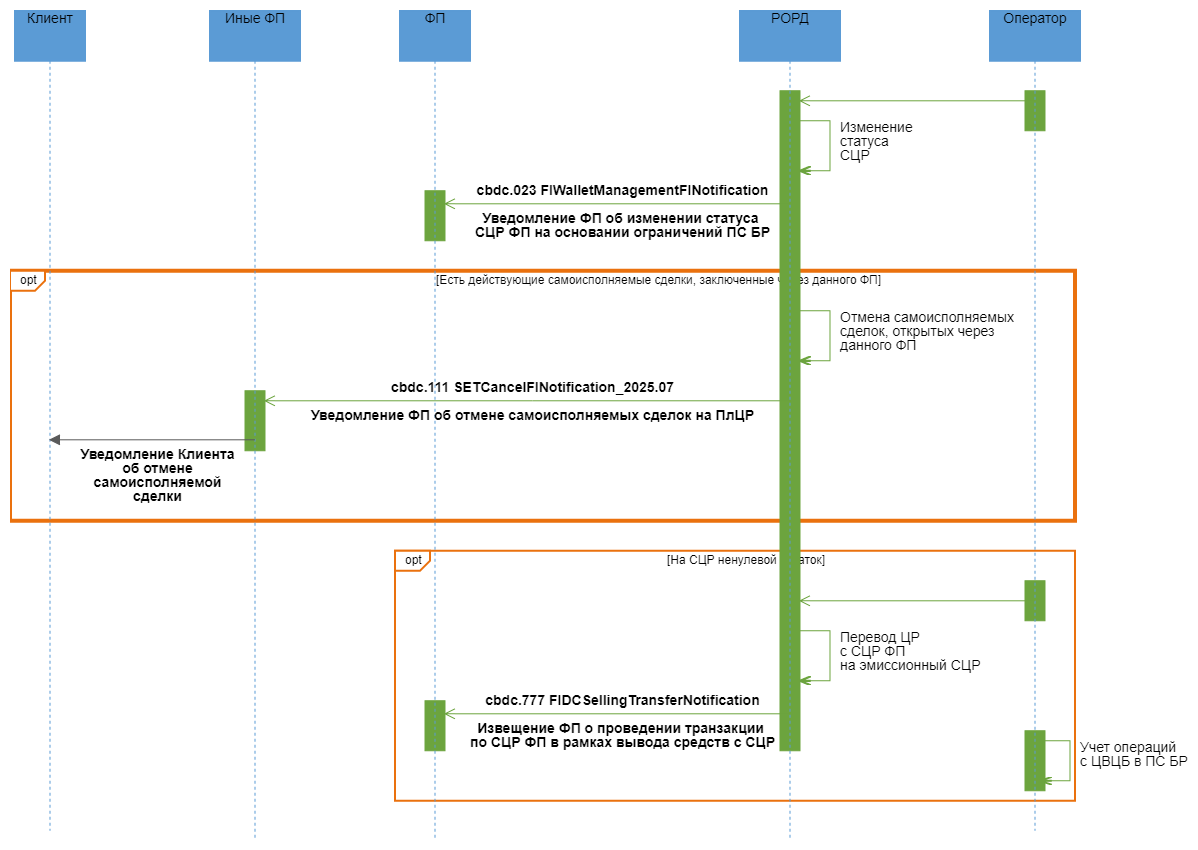 Клиент
Иные ФП
ФП
РОРД
Оператор
Изменение
статуса
СЦР
cbdc.023 FIWalletManagementFINotification
Уведомление ФП об изменении статуса
СЦР ФП на основании ограничений ПС БР
opt
[Есть действующие самоисполняемые сделки, заключенные через данного ФП]
Отмена самоисполняемых
сделок, открытых через
данного ФП
cbdc.111 SETCancelFINotification_2025.07
Уведомление ФП об отмене самоисполняемых сделок на ПлЦР
Уведомление Клиента
об отмене
самоисполняемой
сделки
opt
[На СЦР ненулевой остаток]
Перевод ЦР
с СЦР ФП
на эмиссионный СЦР
cbdc.777 FIDCSellingTransferNotification
Извещение ФП о проведении транзакции
по СЦР ФП в рамках вывода средств с СЦР
Учет операций
с ЦВЦБ в ПС БР